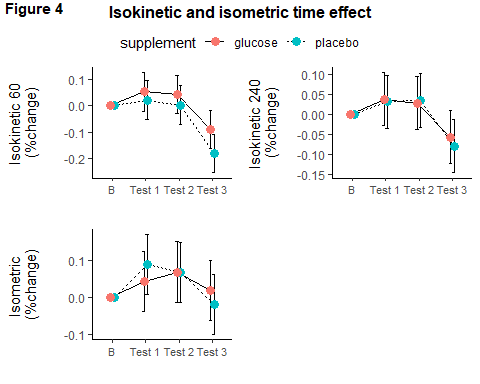 Figure 4
Isokinetic and isometric time effect
supplement glucose placebo
Isokinetic 60
(%change)
0.1
0.0
-0.1
-0.2
B Test 1 Test 2 Test 3
Isokinetic 240
(%change)
0.10
0.05
0.00
-0.05
-0.10
-0.15
B Test 1 Test 2 Test 3
Isometric
(%change)
0.1
0.0
-0.1
B Test 1 Test 2 Test 3